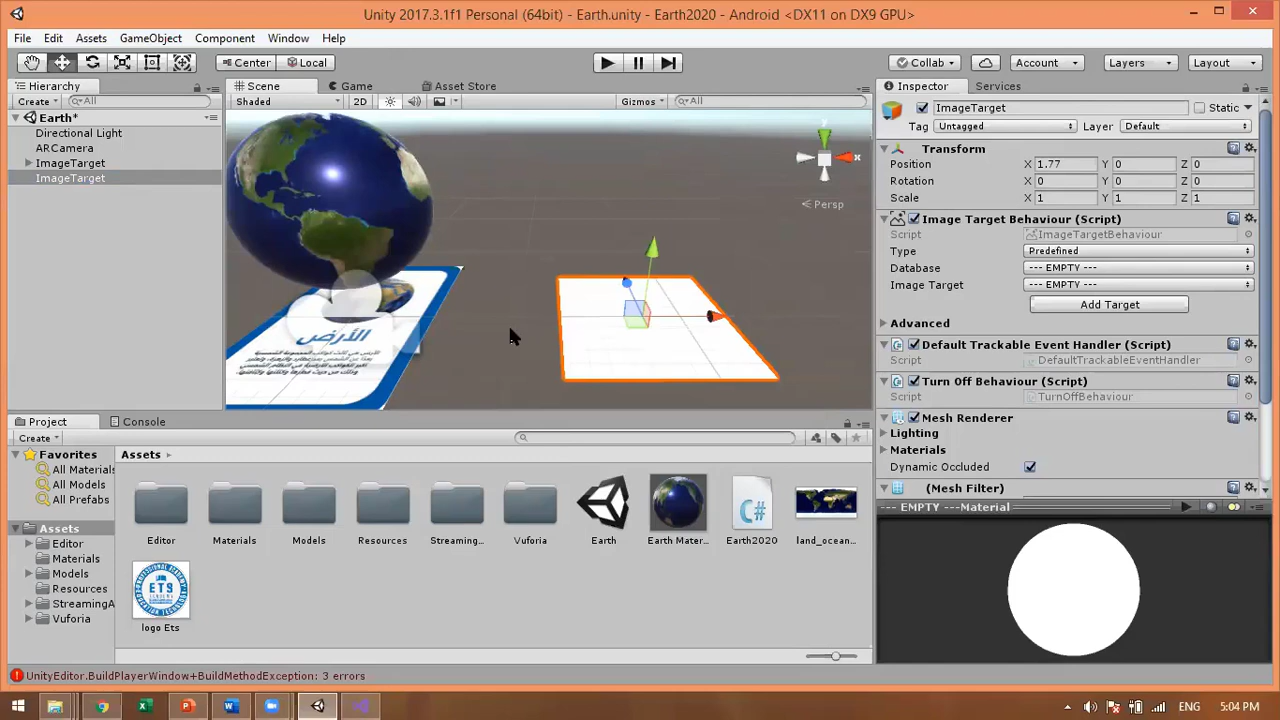 Unity 2017.3.1f1 Personal (64bit) - Earth.unity - Earth2020 - Android <DX11 on DX9 GPU>
File Edit Assets GameObject Component Window Help
Center Local Collab Account Layers Layout
Hierarchy
Create All
Earth*
Directional Light
ARCamera
ImageTarget
ImageTarget
Scene Game Asset Store
Shaded 2D Gizmos All
y
x
Persp
الأرض
Inspector Services
ImageTarget Static
Tag Untagged Layer Default
Transform
Position X 1.77 Y 0 Z 0
Rotation X 0 Y 0 Z 0
Scale X 1 Y 1 Z 1
Image Target Behaviour (Script)
Script ImageTargetBehaviour
Type Predefined
Database --- EMPTY ---
Image Target --- EMPTY ---
Add Target
Advanced
Default Trackable Event Handler (Script)
Script DefaultTrackableEventHandler
Turn Off Behaviour (Script)
Script TurnOffBehaviour
Mesh Renderer
Lighting
Materials
Dynamic Occluded
(Mesh Filter)
-- EMPTY ---Material
Project Console
Create
Favorites
All Materials
All Models
All Prefabs
Assets
Editor
Materials
Models
Resources
StreamingA
Vuforia
Assets
Editor Materials Models Resources Streaming... Vuforia Earth Earth Mater... Earth2020 land_ocean...
C#
ETS
logo Ets
UnityEditor.BuildPlayerWindow+BuildMethodException: 3 errors
ENG 5:04 PM